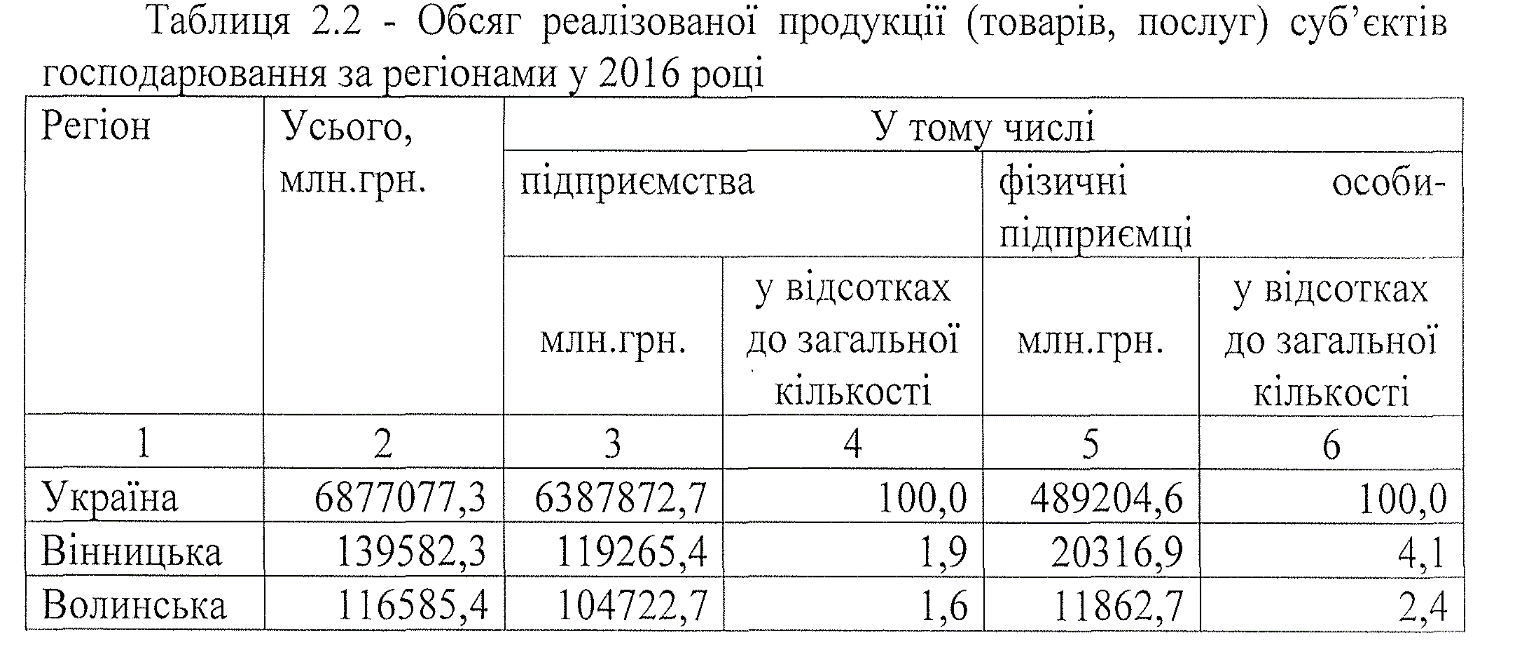 Таблиця 2.2 - Обсяг реалізованої продукції (товарів, послуг) суб’єктів
господарювання за регіонами у 2016 році
Регіон Усього, У тому числі
млн.грн. підприємства фізичні особи-
підприємці
у відсотках у відсотках
млн.грн. до загальної млн.грн. до загальної
кількості кількості
1 2 3 4 5 6
Україна 6877077,3 6387872,7 100,0 489204,6 100,0
Вінницька 139582,3 119265,4 1,9 20316,9 4,1
Волинська 116585,4 104722,7 1,6 11862,7 2,4